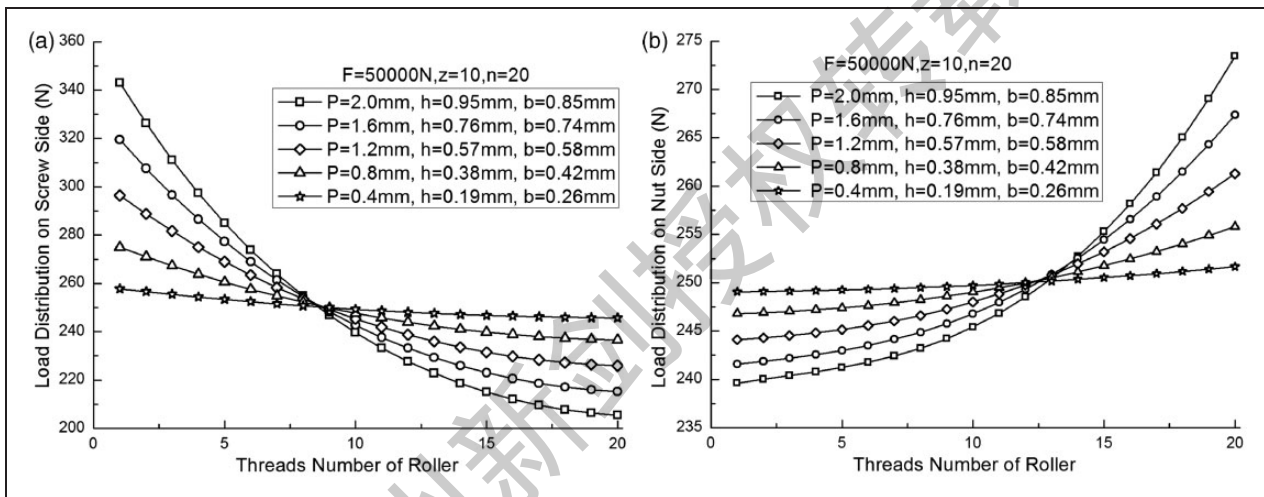 (a)
360
340
320
300
280
260
240
220
200
0
5
10
15
20
Load Distribution on Screw Side (N)
Threads Number of Roller
F=50000N,z=10,n=20
P=2.0mm, h=0.95mm, b=0.85mm
P=1.6mm, h=0.76mm, b=0.74mm
P=1.2mm, h=0.57mm, b=0.58mm
P=0.8mm, h=0.38mm, b=0.42mm
P=0.4mm, h=0.19mm, b=0.26mm
(b)
275
270
265
260
255
250
245
240
235
0
5
10
15
20
Load Distribution on Nut Side (N)
Threads Number of Roller
F=50000N,z=10,n=20
P=2.0mm, h=0.95mm, b=0.85mm
P=1.6mm, h=0.76mm, b=0.74mm
P=1.2mm, h=0.57mm, b=0.58mm
P=0.8mm, h=0.38mm, b=0.42mm
P=0.4mm, h=0.19mm, b=0.26mm
新剑授权转